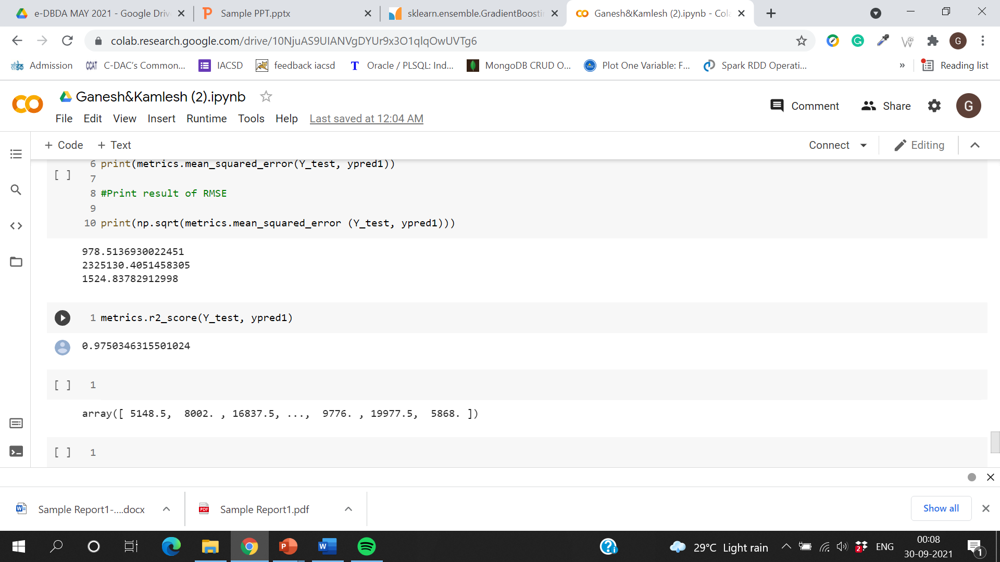 e-DBDA MAY 2021 - Google Driv
Sample PPT.pptx
sklearn.ensemble.GradientBoosti
Ganesh&Kamlesh (2).ipynb - Cola
colab.research.google.com/drive/10NjuAS9UIANVgDYUr9x3O1qlqOwUVTg6
G
Admission
CCAT
C-DAC's Common...
IACSD
feedback iacsd
T
Oracle / PLSQL: Ind...
MongoDB CRUD O...
Plot One Variable: F...
Spark RDD Operati...
»
Reading list
Ganesh&Kamlesh (2).ipynb
Comment
Share
G
File Edit View Insert Runtime Tools Help Last saved at 12:04 AM
+ Code + Text
Connect
Editing
6 print(metrics.mean_squared_error(Y_test, ypred1))
[ ]
7
8 #Print result of RMSE
9
10 print(np.sqrt(metrics.mean_squared_error (Y_test, ypred1)))
978.5136930022451
2325130.4051458305
1524.83782912998
1 metrics.r2_score(Y_test, ypred1)
0.9750346315501024
[ ] 1
array([ 5148.5,  8002. , 16837.5, ...,  9776. , 19977.5,  5868. ])
[ ] 1
Sample Report1-....docx
PDF
Sample Report1.pdf
Show all
29°C Light rain
2
ENG
00:08
30-09-2021
1